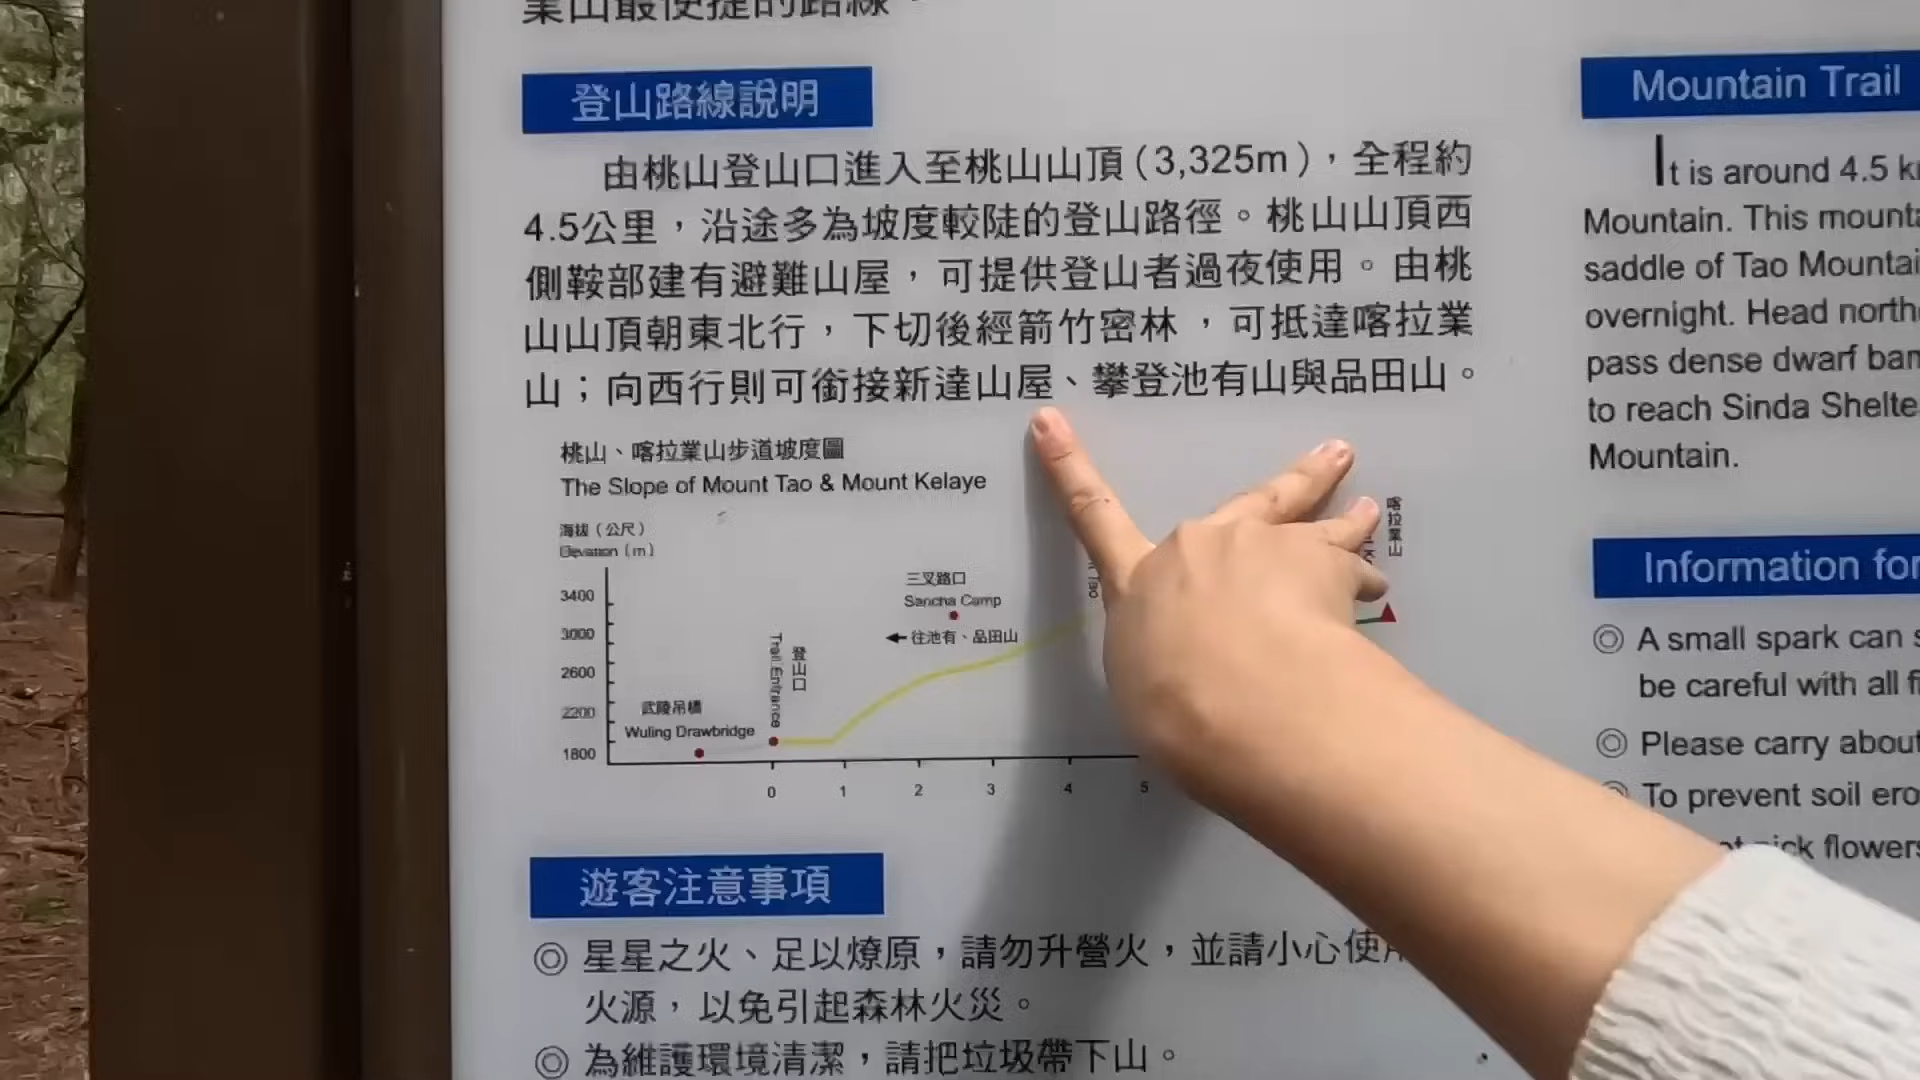 業山最便捷的路線
登山路線說明
由桃山登山口進入至桃山山頂(3,325m),全程約
4.5公里,沿途多為坡度較陡的登山路徑。桃山山頂西
側鞍部建有避難山屋,可提供登山者過夜使用。由桃
山山頂朝東北行,下切後經箭竹密林,可抵達喀拉業
山;向西行則可銜接新達山屋、攀登池有山與品田山。
桃山、喀拉業山步道坡度圖
The Slope of Mount Tao & Mount Kelaye
海拔(公尺)
Elevation (m)
3400
3000
2600
2200
1800
武陵吊橋
Wuling Drawbridge
登山口
Trail Entrance
三叉路口
Sancha Camp
往池有、品田山
Tao
喀拉業山
0 1 2 3 4 5
遊客注意事項
◎ 星星之火、足以燎原,請勿升營火,並請小心使
火源,以免引起森林火災。
◎ 為維護環境清潔,請把垃圾帶下山。
Mountain Trail
It is around 4.5
Mountain. This
saddle of Tao
overnight. Head
pass dense dwarf
to reach Sinda
Mountain.
Information
◎ A small spark can
be careful with all
◎ Please carry
To prevent soil
flowers